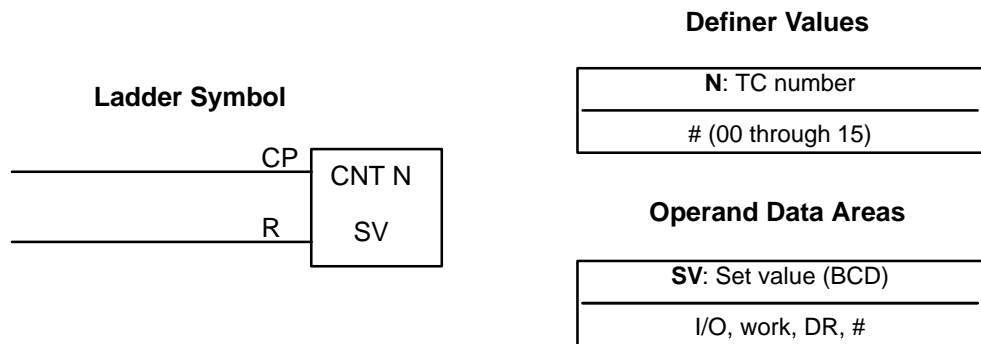 Ladder Symbol
CP
CNT N
R
SV
Definer Values
N: TC number
# (00 through 15)
Operand Data Areas
SV: Set value (BCD)
I/O, work, DR, #